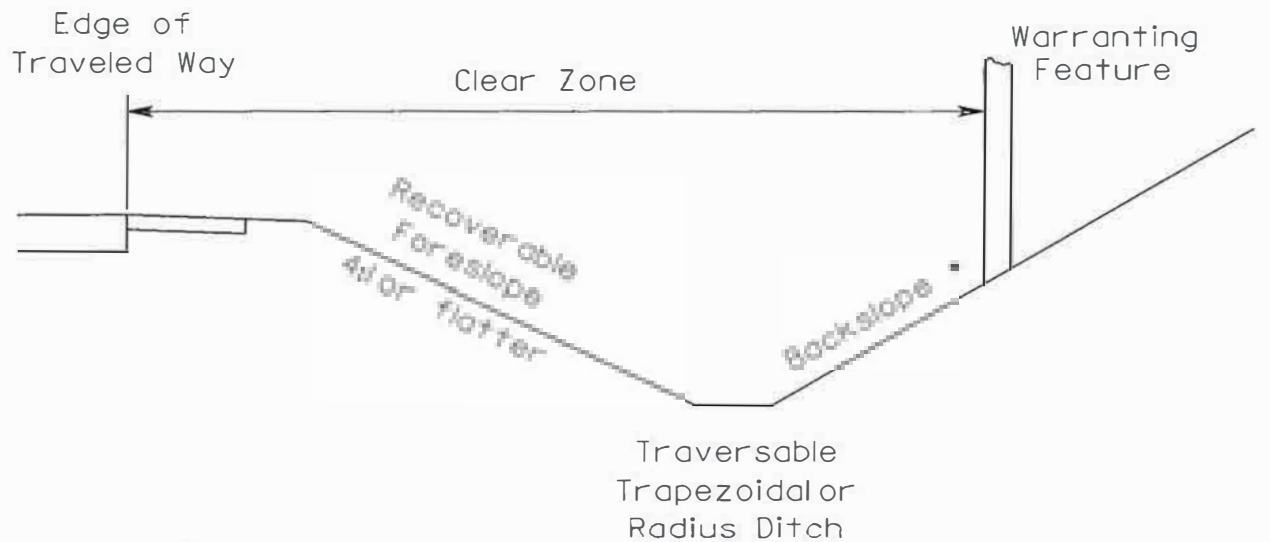 Edge of
Traveled Way
Clear Zone
Warranting
Feature
Recoverable
Foreslope
4:1 or flatter
Backslope *
Traversable
Trapezoidal or
Radius Ditch